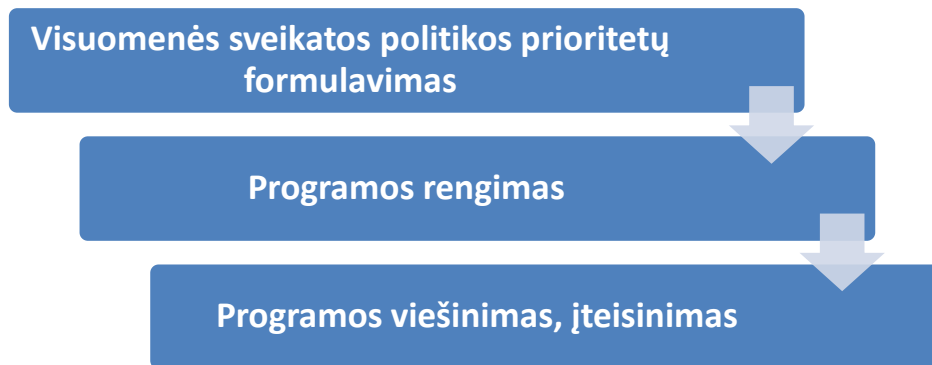 Visuomenės sveikatos politikos prioritetų
formulavimas
Programos rengimas
Programos viešinimas, įteisinimas